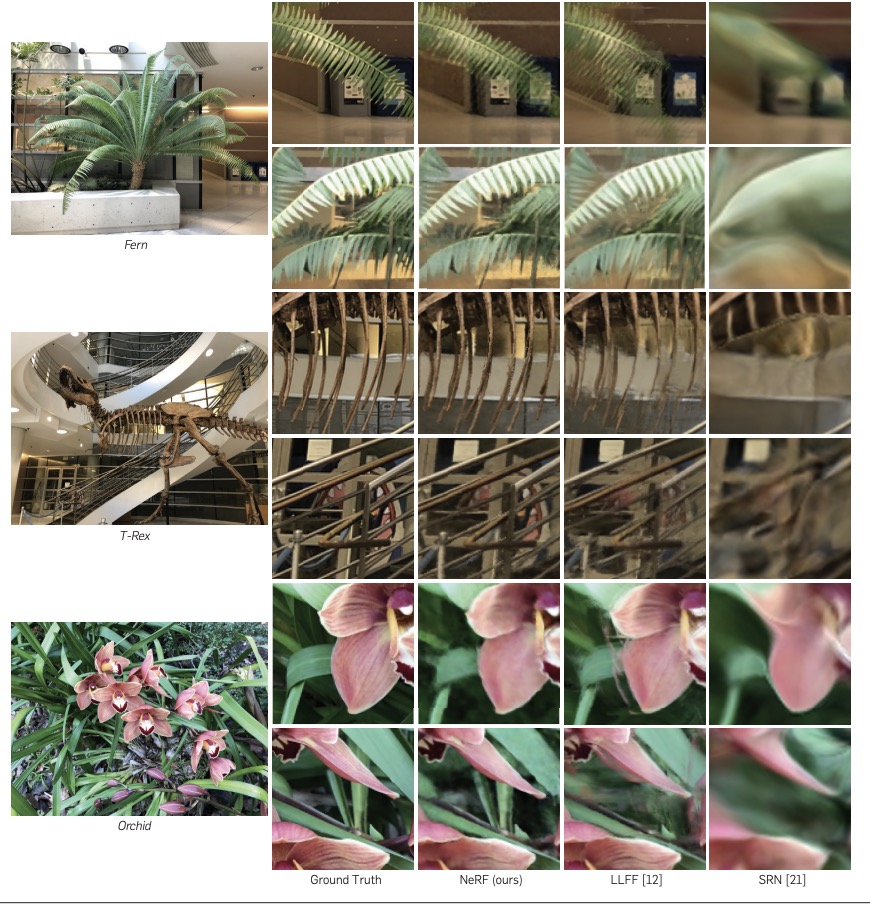 Fern
T-Rex
Orchid
Ground Truth
NeRF (ours)
LLFF [12]
SRN [21]